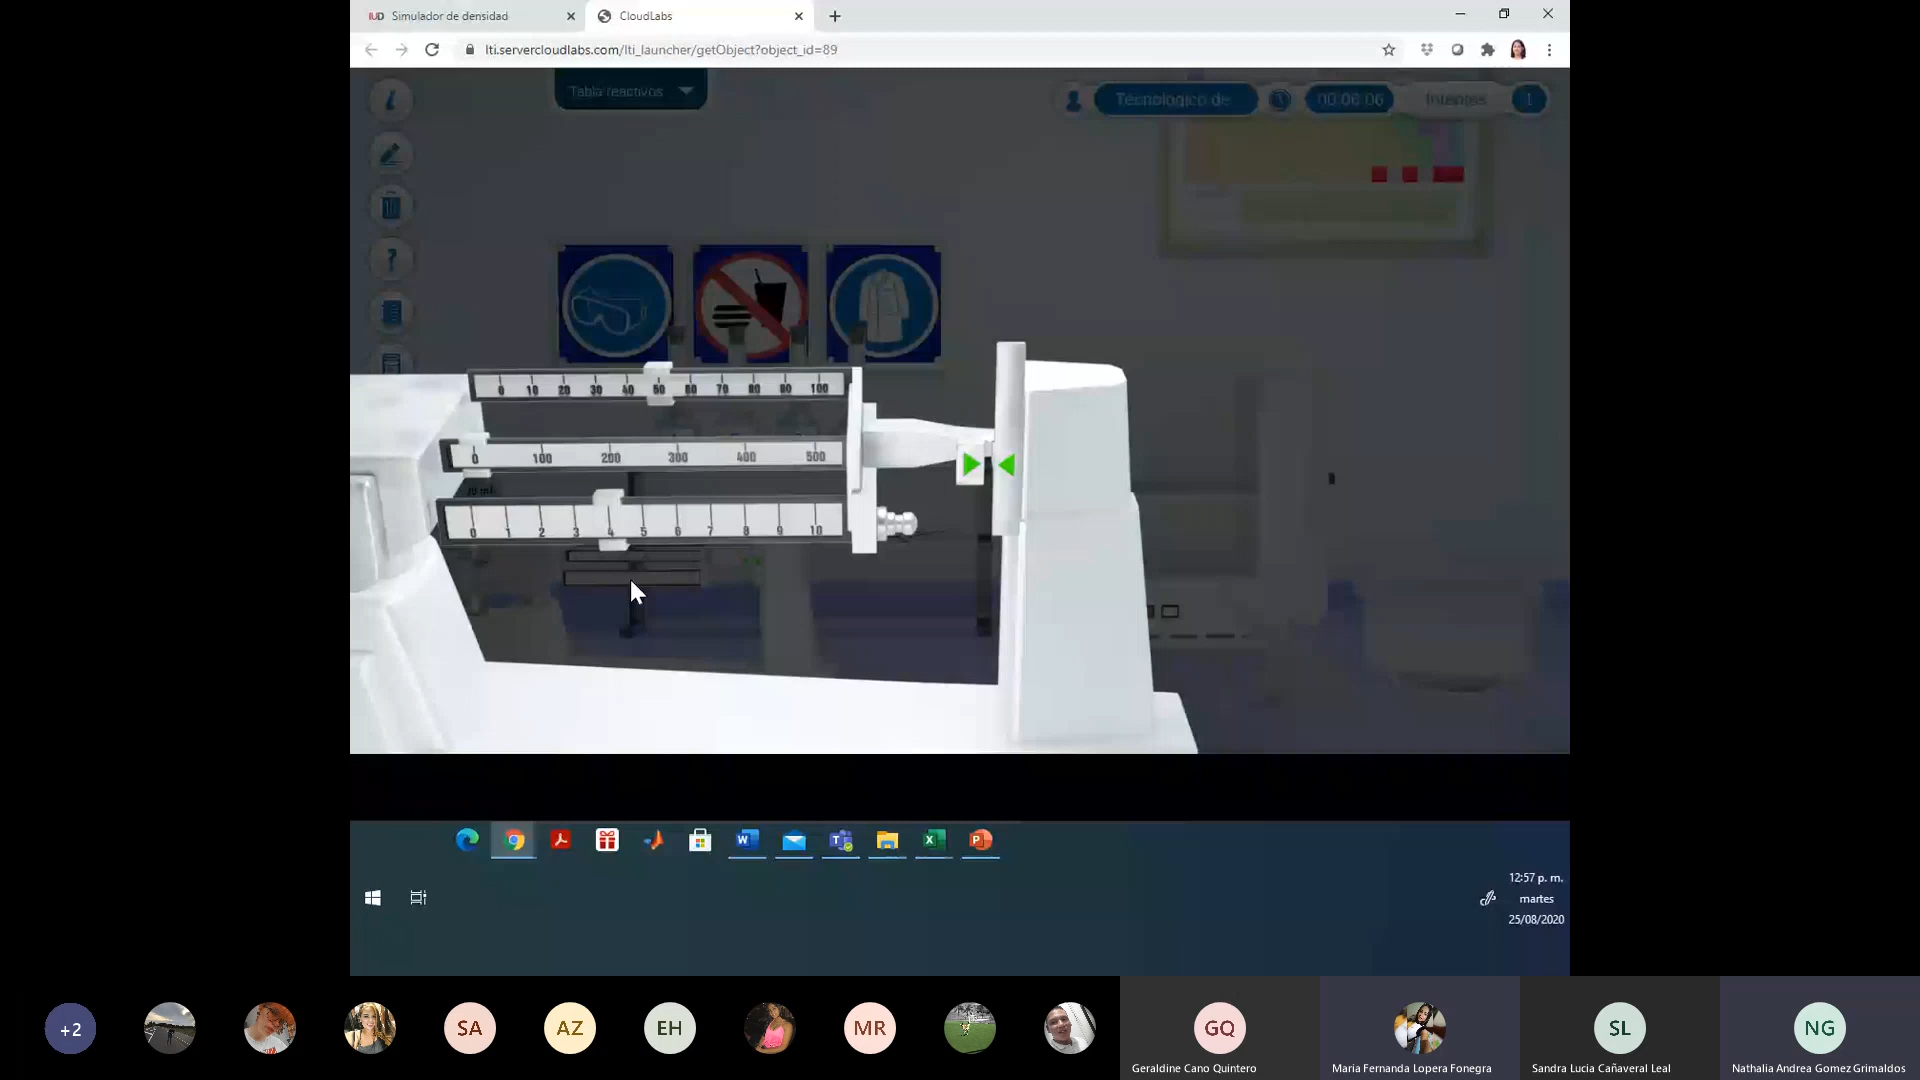 IUD Simulador de densidad
CloudLabs
lti.servercloudlabs.com/lti_launcher/getObject?object_id=89
Tabla reactivos
Técnologico de
00:06:06
Intentos
1
?
0 10 20 30 40 50 60 70 80 90 100
0 100 200 300 400 500
0 1 2 3 4 5 6 7 8 9 10
12:57 p. m.
martes
25/08/2020
+2
SA
AZ
EH
MR
GQ
SL
NG
Geraldine Cano Quintero
Maria Fernanda Lopera Fonegra
Sandra Lucia Cañaveral Leal
Nathalia Andrea Gomez Grimaldos